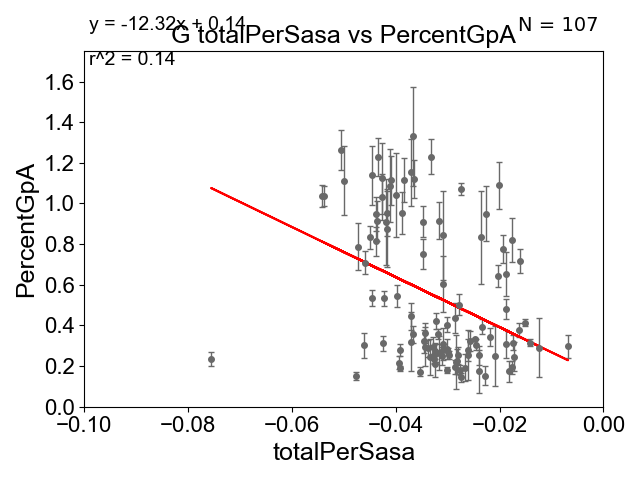 y = -12.32x + 0.14
N = 107
G totalPerSasa vs PercentGpA
r^2 = 0.14
PercentGpA
1.6
1.4
1.2
1.0
0.8
0.6
0.4
0.2
0.0
−0.10
−0.08
−0.06
−0.04
−0.02
0.00
totalPerSasa